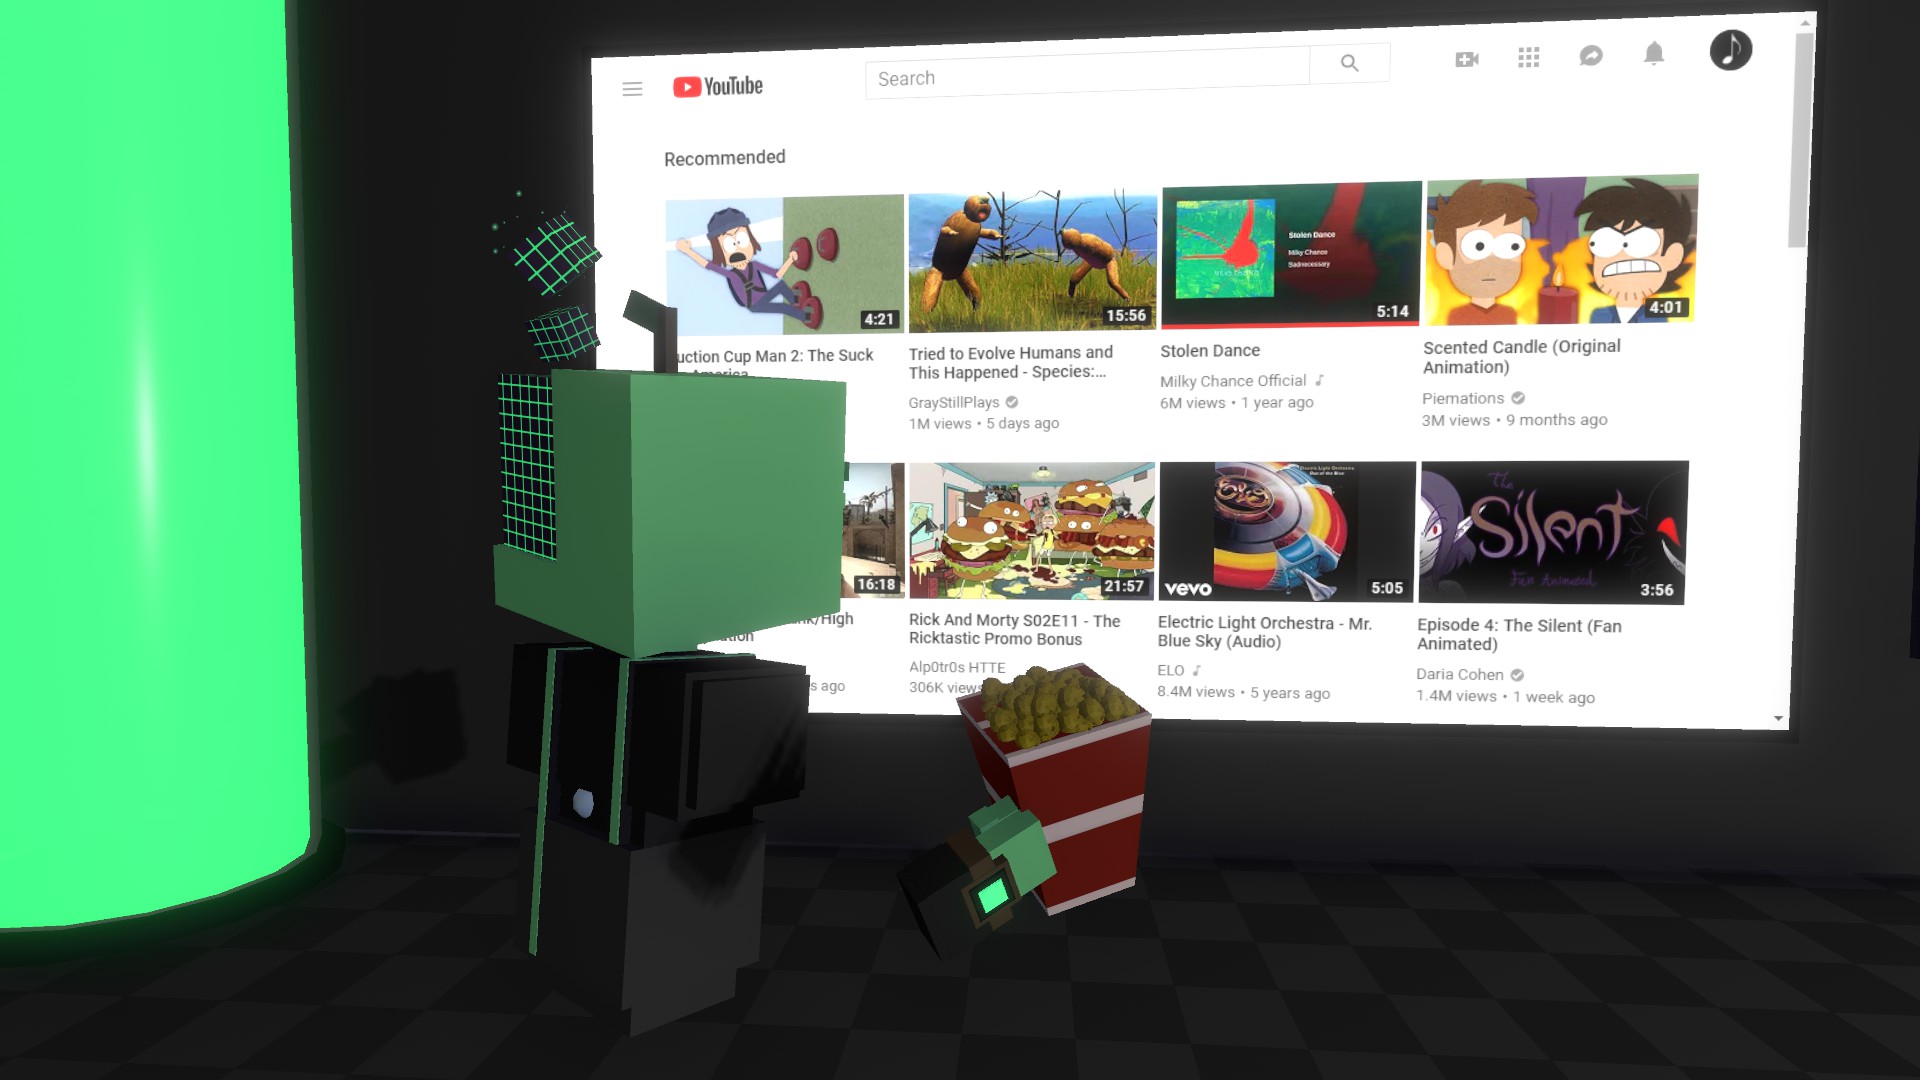 YouTube
Search
Recommended
4:21
15:56
Stolen Dance
Milky Chance
Sadnecessary
5:14
4:01
uction Cup Man 2: The Suck
America
Tried to Evolve Humans and
This Happened - Species:...
GrayStillPlays
1M views • 5 days ago
Stolen Dance
Milky Chance Official
6M views • 1 year ago
Scented Candle (Original
Animation)
Piemations
3M views • 9 months ago
16:18
21:57
vevo
5:05
The
Silent
Fan Animated
3:56
nk/High
ation
s ago
Rick And Morty S02E11 - The
Ricktastic Promo Bonus
Alp0tr0s HTTE
306K views
Electric Light Orchestra - Mr.
Blue Sky (Audio)
ELO
8.4M views • 5 years ago
Episode 4: The Silent (Fan
Animated)
Daria Cohen
1.4M views • 1 week ago